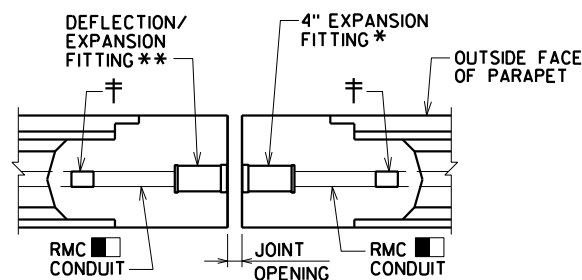 DEFLECTION/
EXPANSION
FITTING **
4" EXPANSION
FITTING *
OUTSIDE FACE
OF PARAPET
RMC
CONDUIT
JOINT
OPENING
RMC
CONDUIT